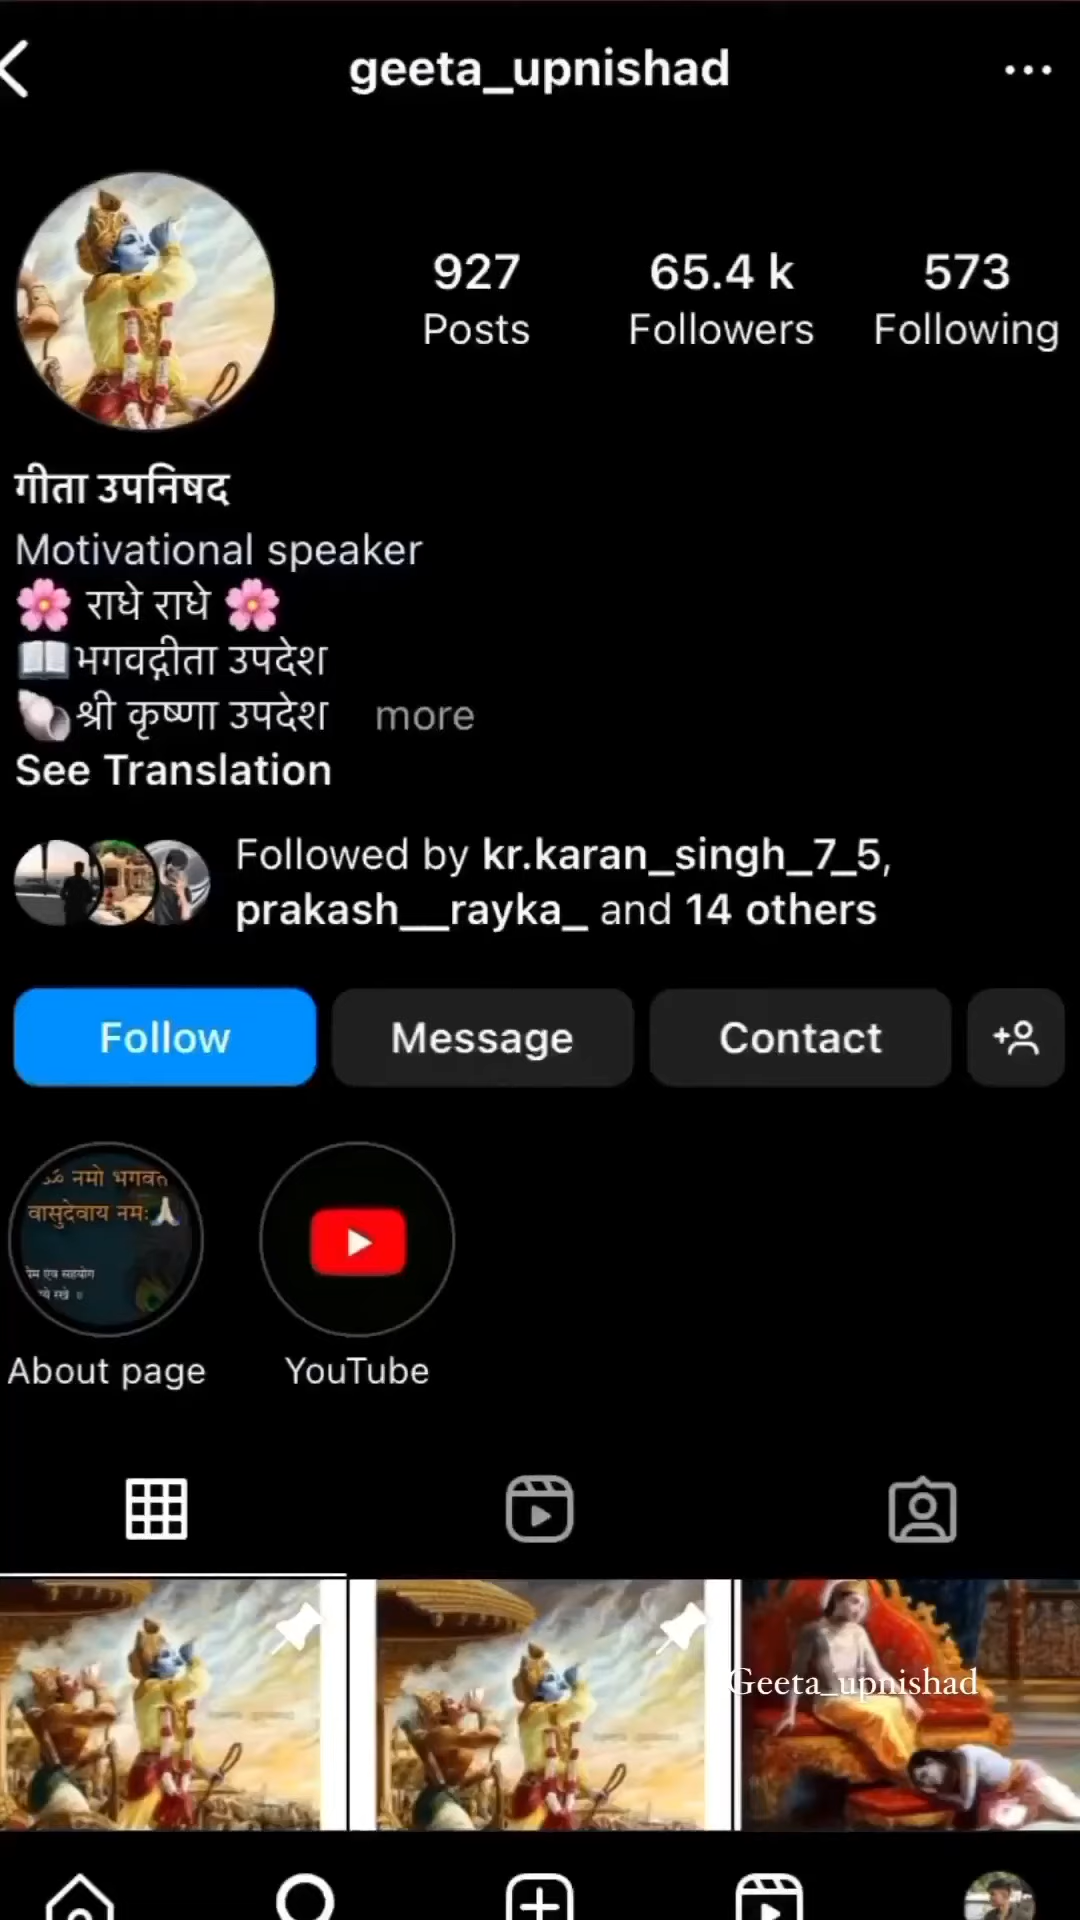 geeta_upnishad
927
Posts
65.4 k
Followers
573
Following
गीता उपनिषद
Motivational speaker
🌸 राधे राधे 🌸
📖भगवद्गीता उपदेश
🐚श्री कृष्णा उपदेश more
See Translation
Followed by kr.karan_singh_7_5,
prakash__rayka_ and 14 others
Follow
Message
Contact
ॐ नमो भगवत
वासुदेवाय नमः🙏
About page
YouTube
Geeta_upnishad